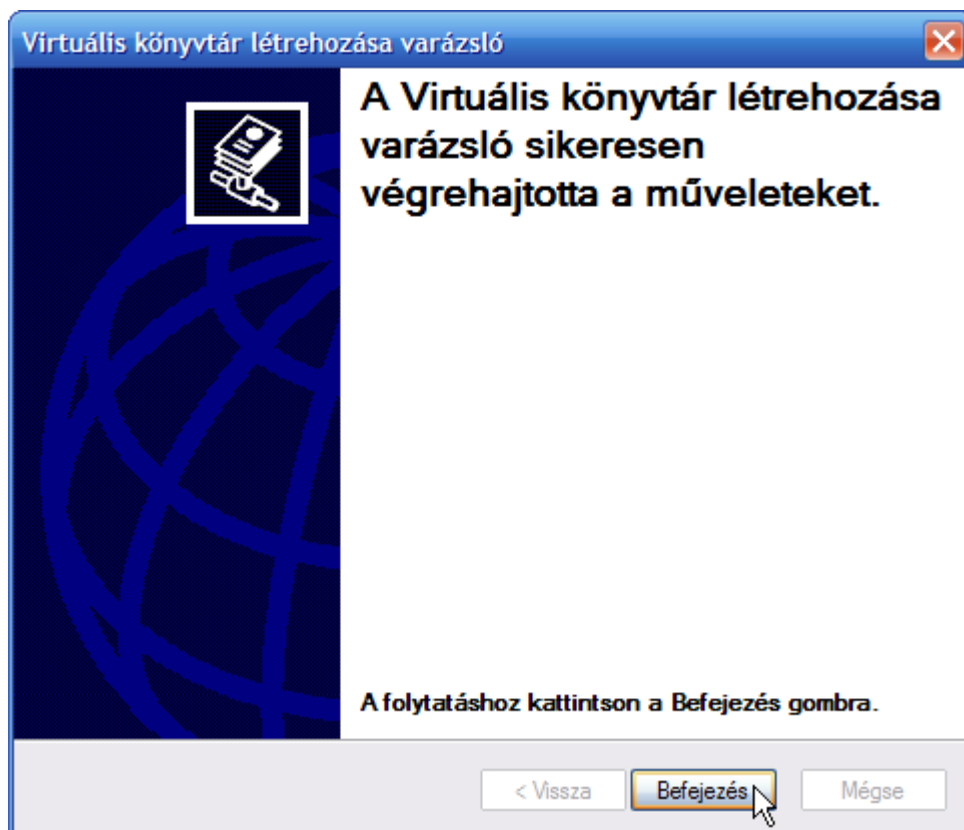 Virtuális könyvtár létrehozása varázsló
A Virtuális könyvtár létrehozása
varázsló sikeresen
végrehajtotta a műveleteket.
A folytatáshoz kattintson a Befejezés gombra.
< Vissza
Befejezés
Mégse